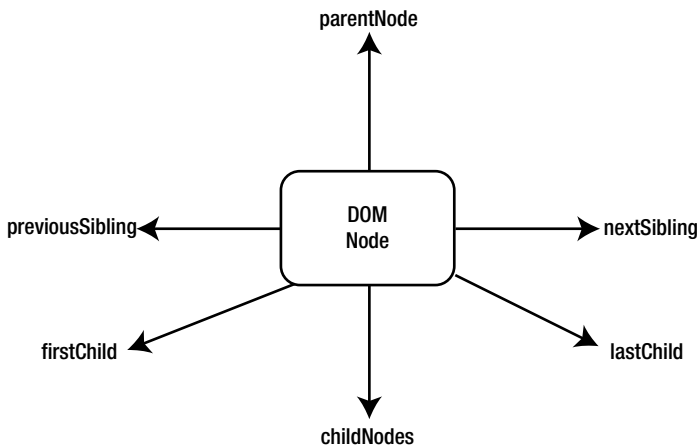 parentNode
DOM
Node
previousSibling
nextSibling
firstChild
lastChild
childNodes